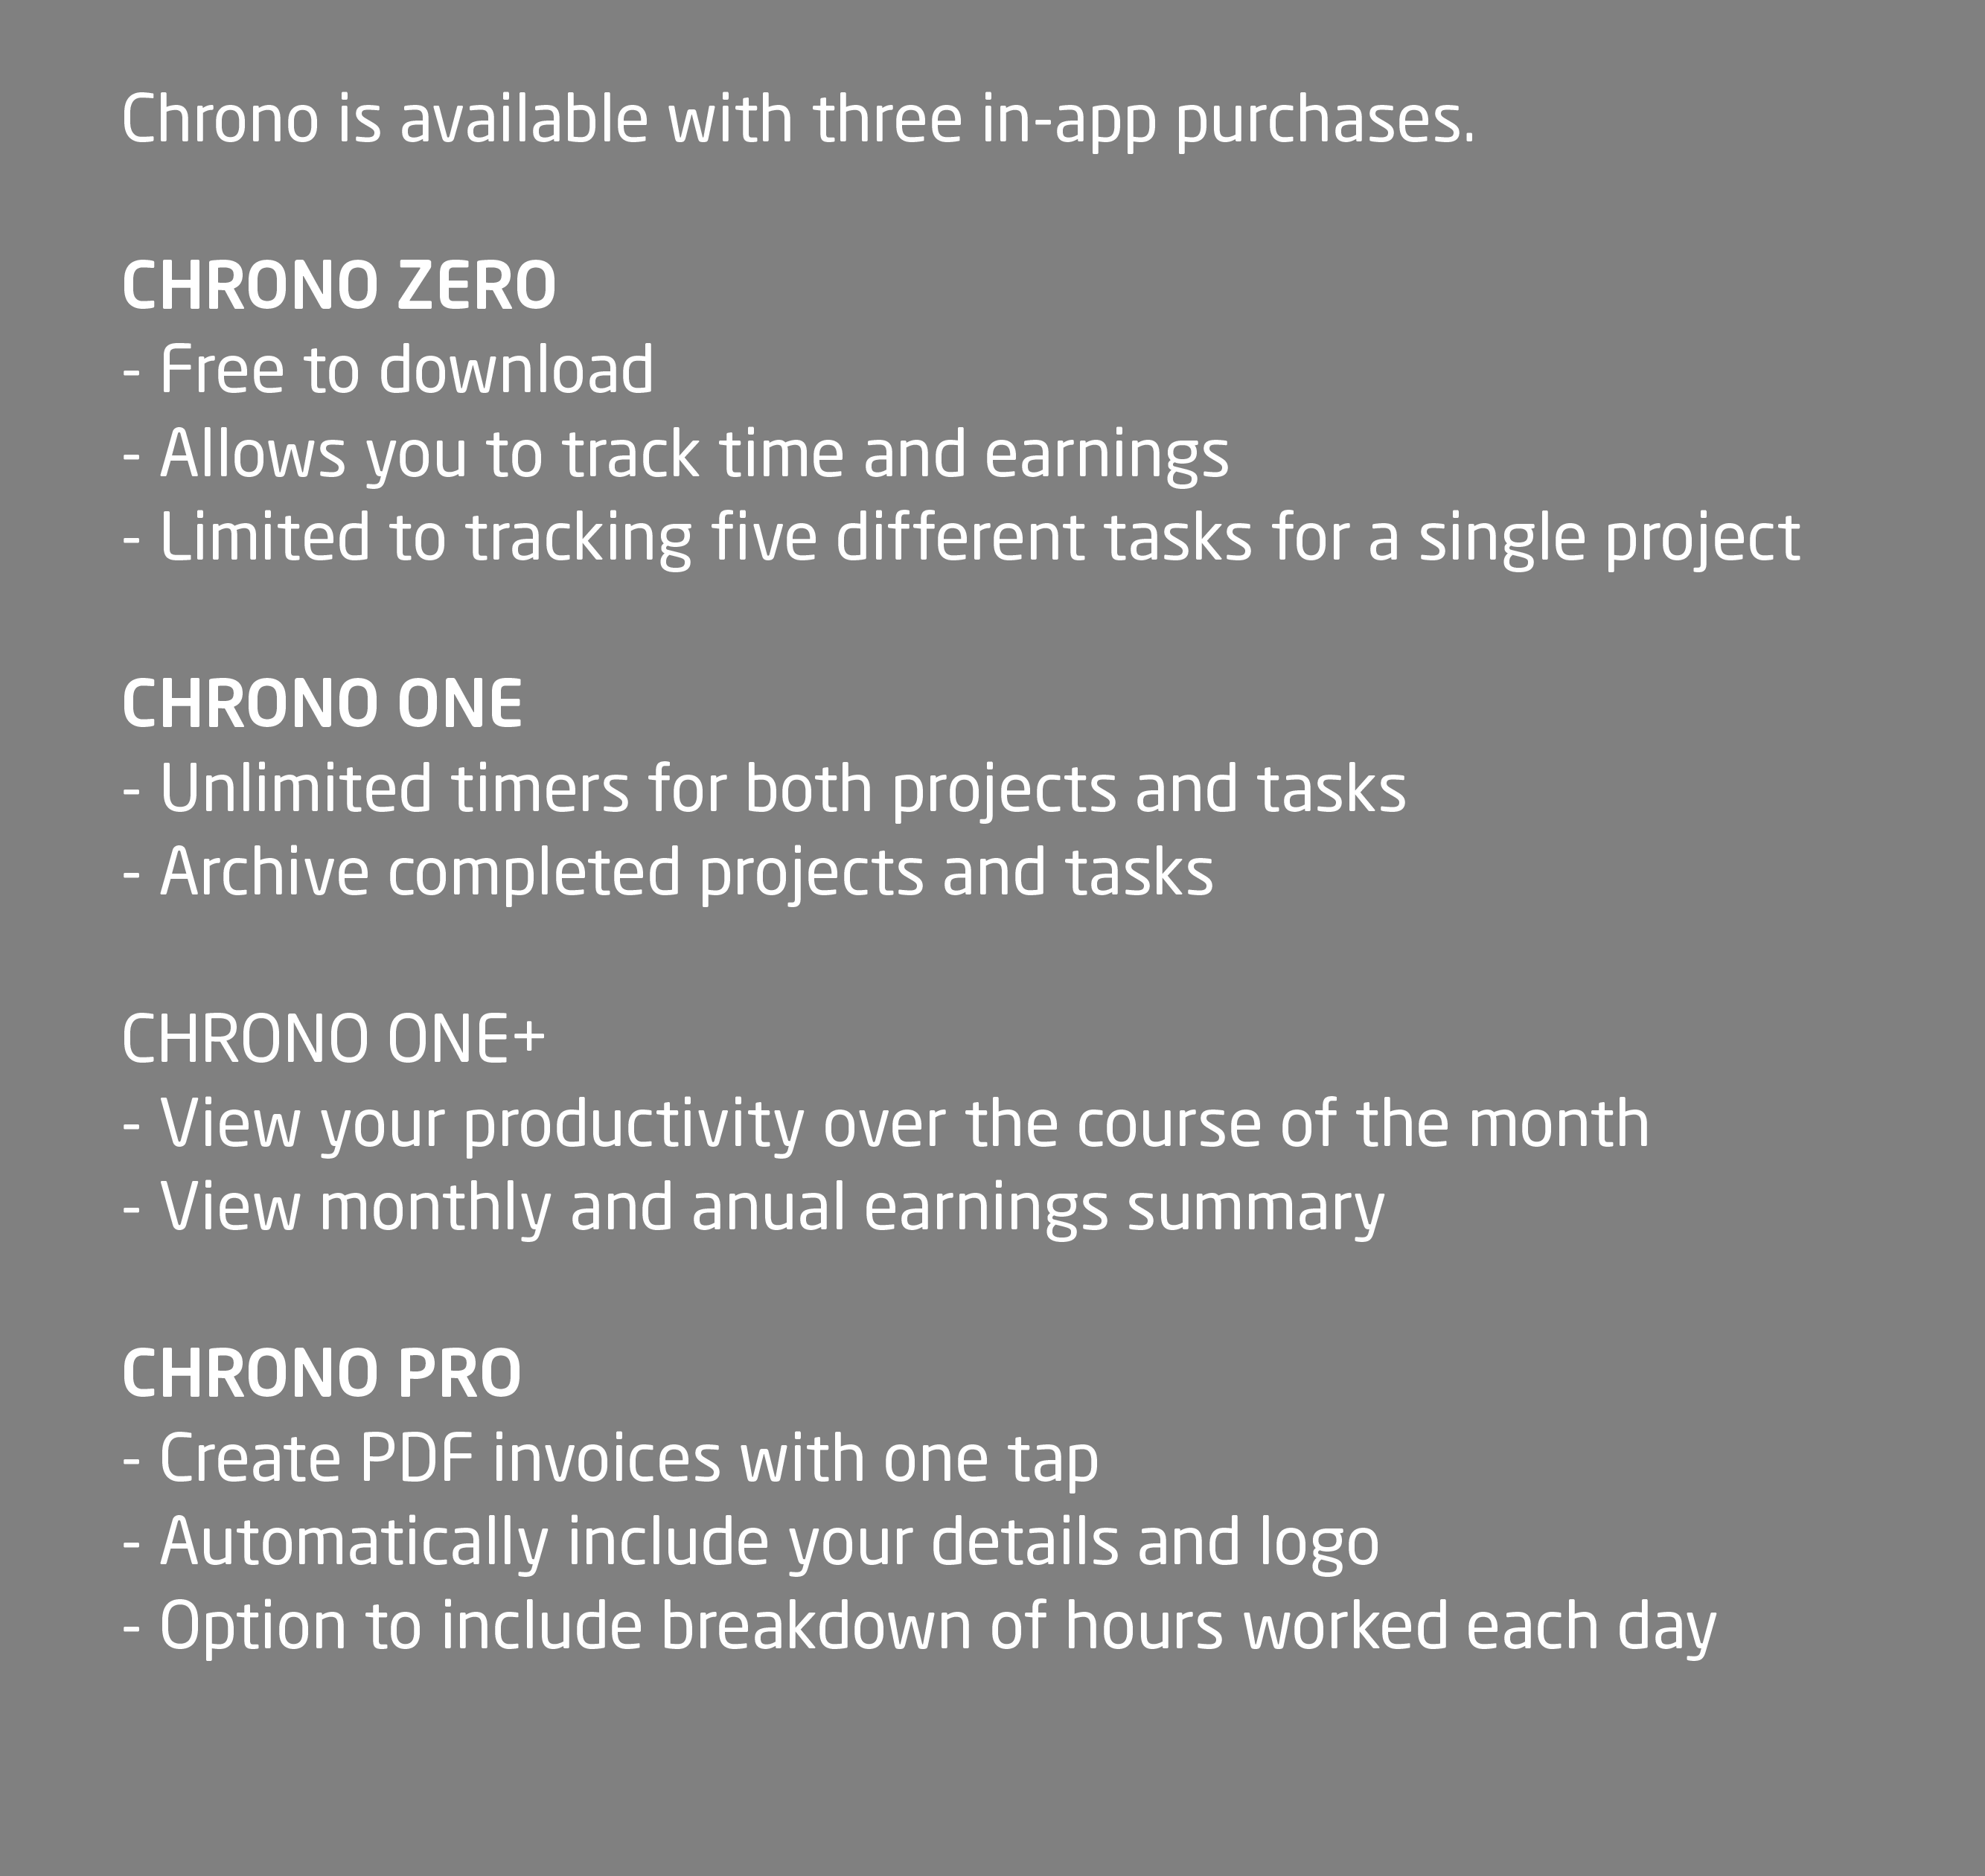 Chrono is available with three in-app purchases.
CHRONO ZERO
- Free to download
- Allows you to track time and earnings
- Limited to tracking five different tasks for a single project
CHRONO ONE
- Unlimited timers for both projects and tasks
- Archive completed projects and tasks
CHRONO ONE+
- View your productivity over the course of the month
- View monthly and anual earnings summary
CHRONO PRO
- Create PDF invoices with one tap
- Automatically include your details and logo
- Option to include breakdown of hours worked each day